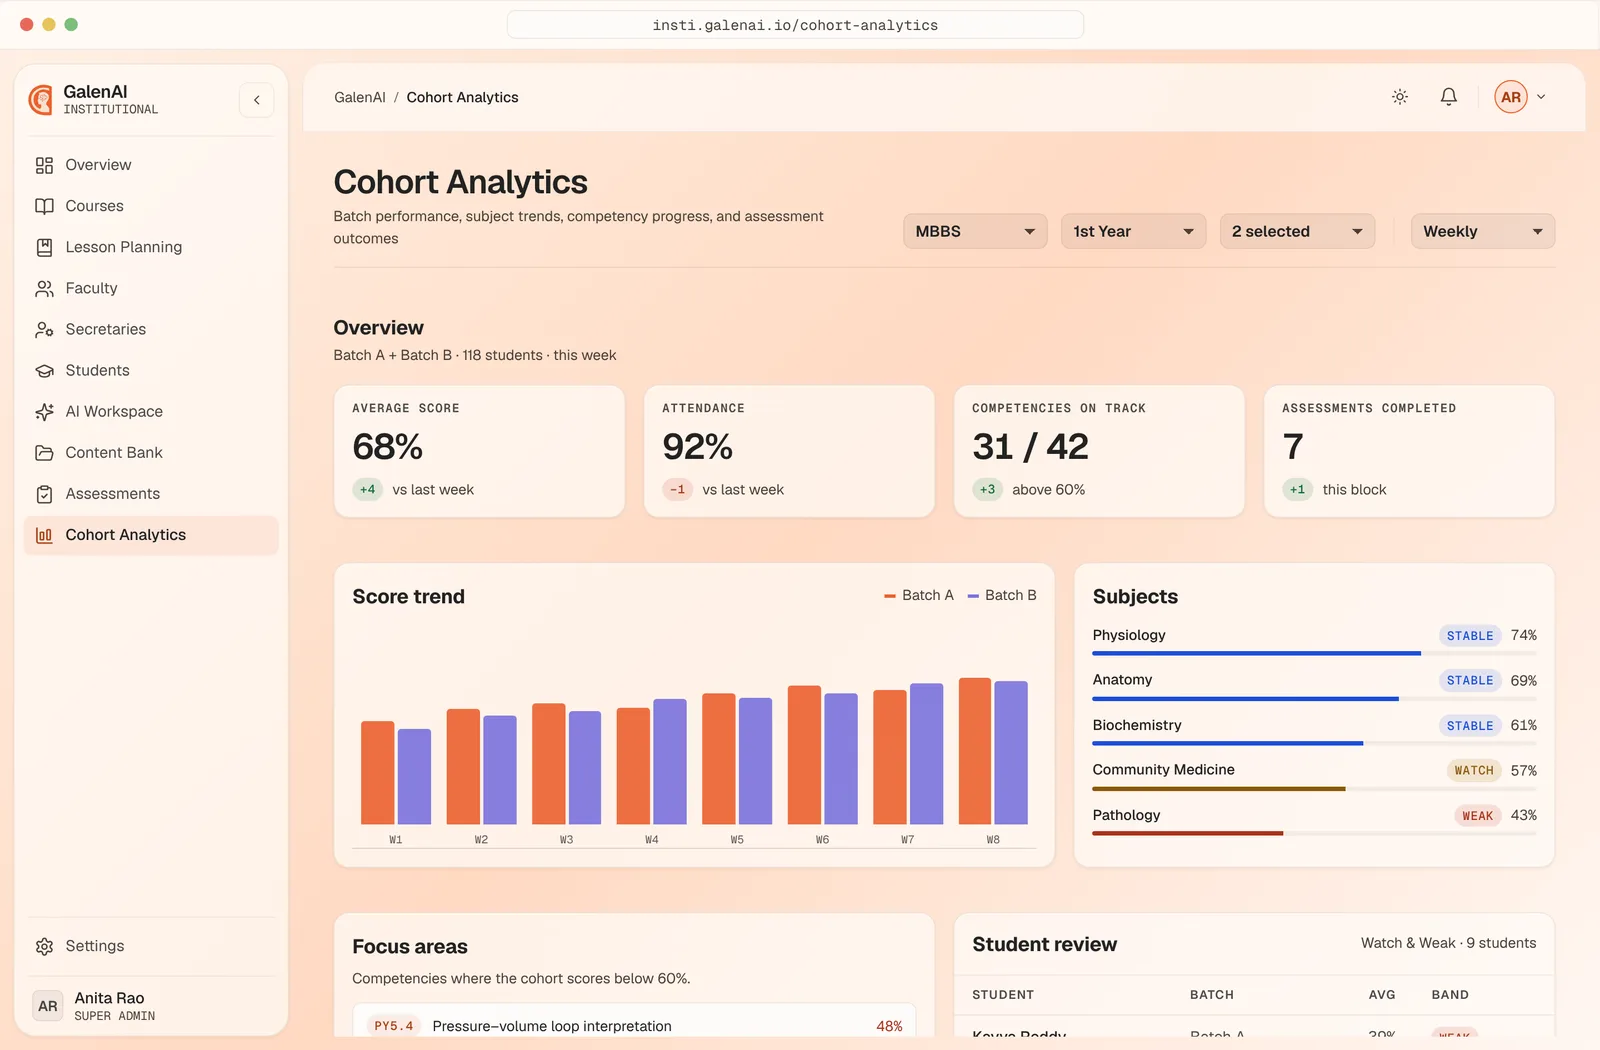 insti.galenai.io/cohort-analytics
GalenAI
INSTITUTIONAL
Overview
Courses
Lesson Planning
Faculty
Secretaries
Students
AI Workspace
Content Bank
Assessments
Cohort Analytics
Settings
AR
Anita Rao
SUPER ADMIN
GalenAI / Cohort Analytics
AR
Cohort Analytics
Batch performance, subject trends, competency progress, and assessment
outcomes
MBBS
1st Year
2 selected
Weekly
Overview
Batch A + Batch B · 118 students · this week
AVERAGE SCORE
68%
+4 vs last week
ATTENDANCE
92%
−1 vs last week
COMPETENCIES ON TRACK
31 / 42
+3 above 60%
ASSESSMENTS COMPLETED
7
+1 this block
Score trend
Batch A Batch B
W1 W2 W3 W4 W5 W6 W7 W8
Subjects
Physiology STABLE 74%
Anatomy STABLE 69%
Biochemistry STABLE 61%
Community Medicine WATCH 57%
Pathology WEAK 43%
Focus areas
Competencies where the cohort scores below 60%.
PY5.4 Pressure–volume loop interpretation 48%
Student review
Watch & Weak · 9 students
STUDENT BATCH AVG BAND
Reddy Batch A WEAK